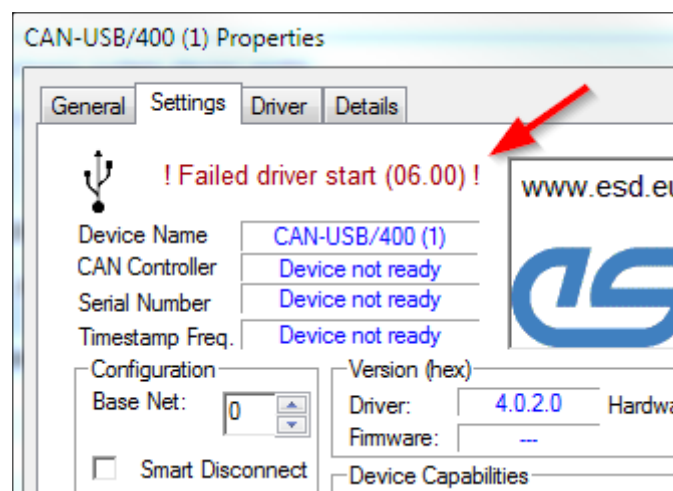 CAN-USB/400 (1) Properties
General Settings Driver Details
! Failed driver start (06.00) !
www.esd.eu
Device Name CAN-USB/400 (1)
CAN Controller Device not ready
Serial Number Device not ready
Timestamp Freq. Device not ready
Configuration
Base Net: 0
Smart Disconnect
Version (hex)
Driver: 4.0.2.0 Hardwa
Firmware: ---
Device Capabilities